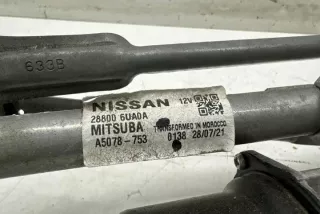 633B
NISSAN 12V
28800 6UA0A
MITSUBA TRANSFORMED IN MOROCCO
A5078-753 0138 28/07/21